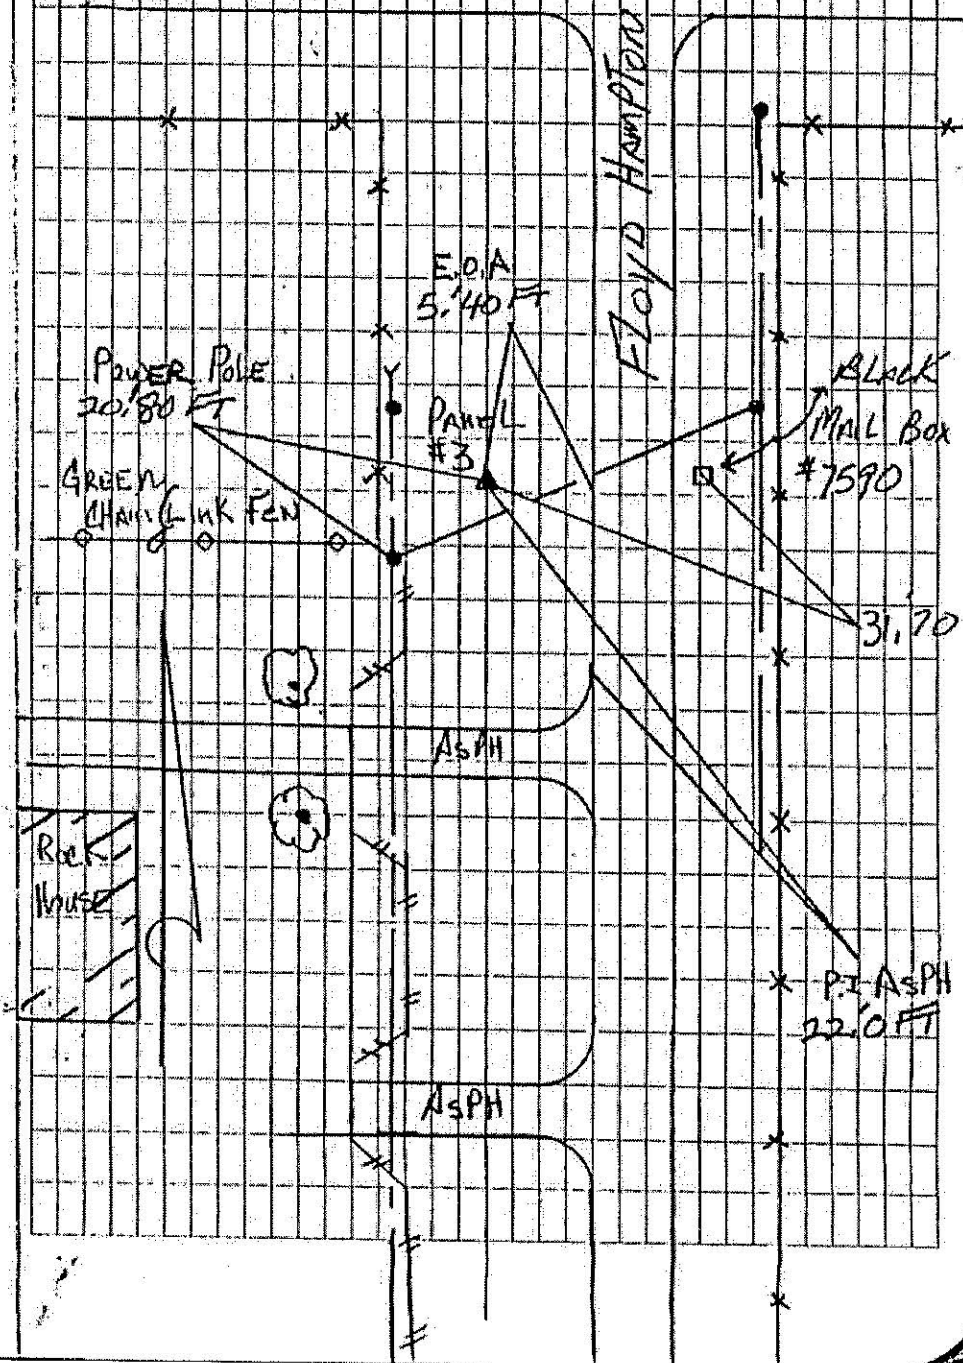 FLOYD HAMPTON
E.O.A
5.'40 FT
POWER POLE
20.'80 FT
PANEL
#3
BLACK
MAIL BOX
#7590
GREEN
CHAIN LINK FEN
31.'70
ASPH
ROCK
HOUSE
P.I ASPH
22.'0 FT
ASPH